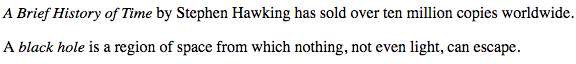 A Brief History of Time by Stephen Hawking has sold over ten million copies worldwide.
A black hole is a region of space from which nothing, not even light, can escape.